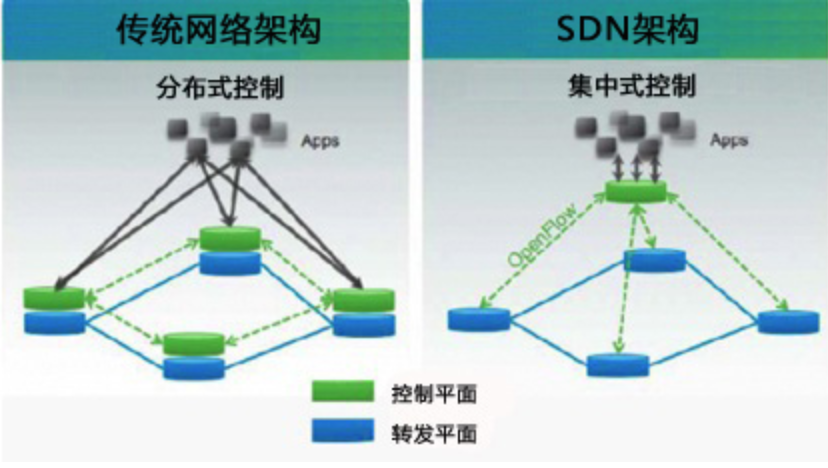 传统网络架构
分布式控制
Apps
SDN架构
集中式控制
Apps
OpenFlow
控制平面
转发平面